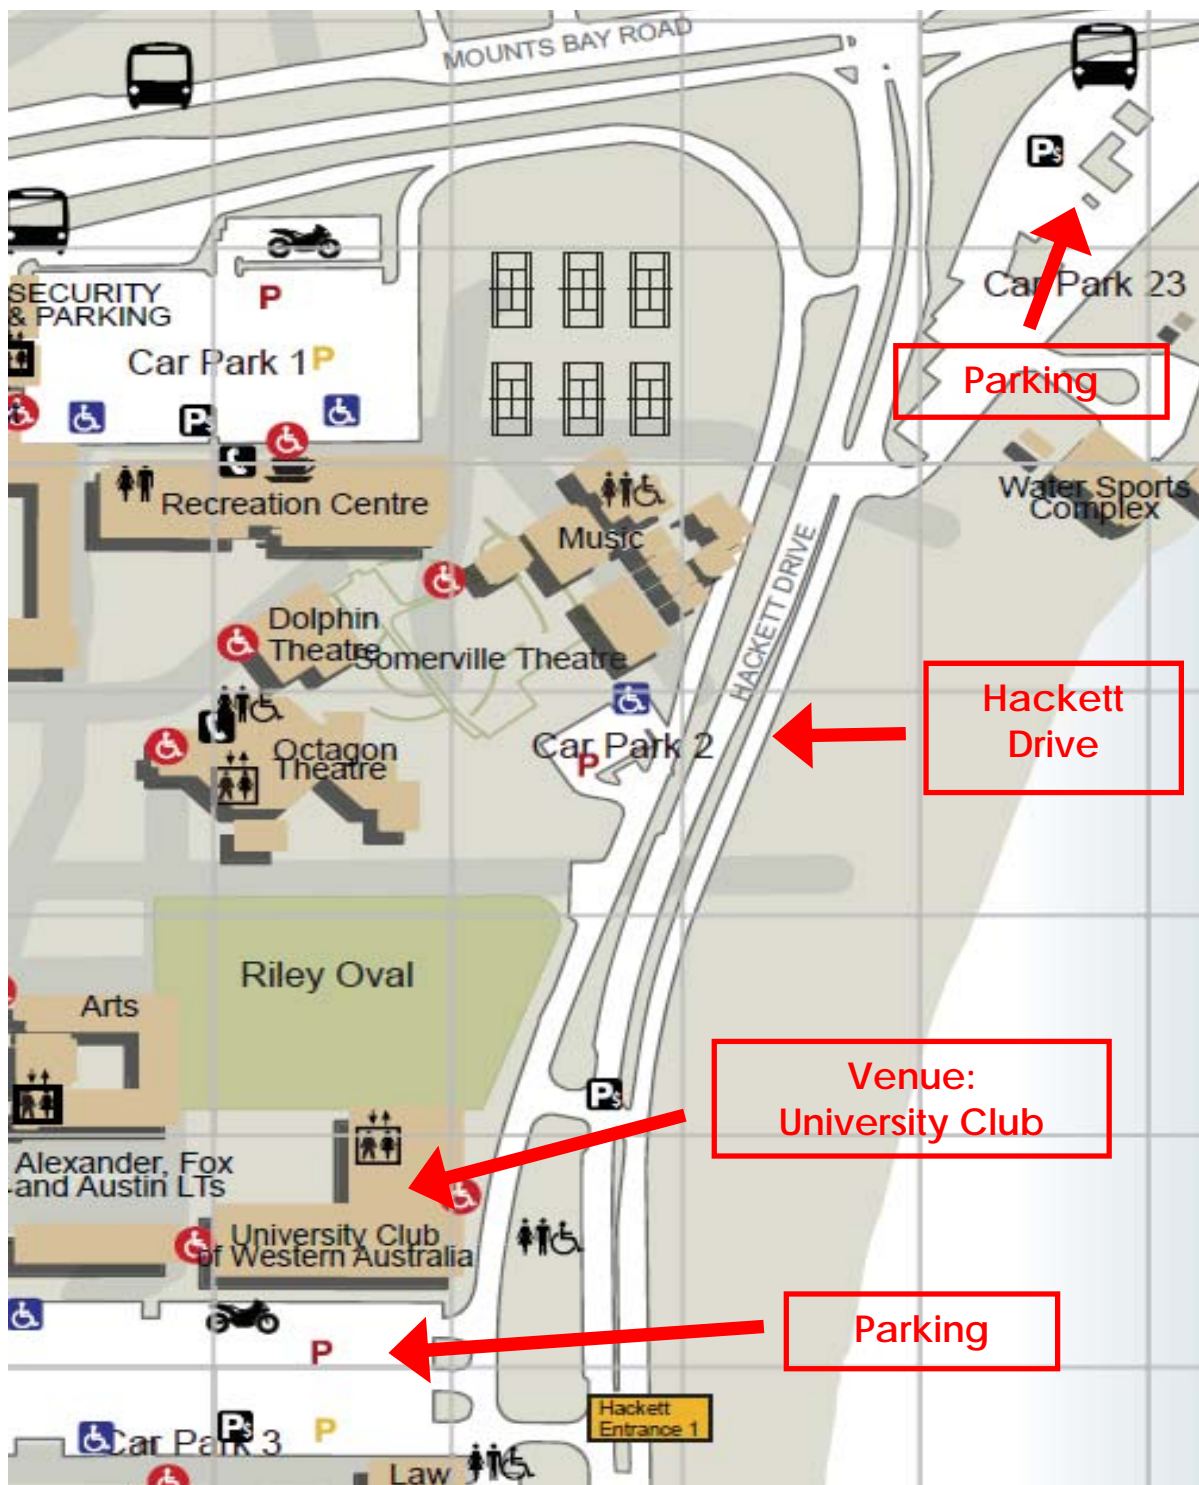 MOUNTS BAY ROAD
P$
SECURITY
& PARKING
P
Car Park 1
P
P$
Car Park 23
Parking
Recreation Centre
Music
Water Sports
Complex
HACKETT DRIVE
Dolphin
Theatre
Somerville Theatre
Hackett
Drive
Octagon
Theatre
Car Park 2
P
Riley Oval
Arts
P$
Venue:
University Club
Alexander, Fox
and Austin LTs
University Club
of Western Australia
Parking
P
Hackett
Entrance 1
P$
P
Car Park 3
Law